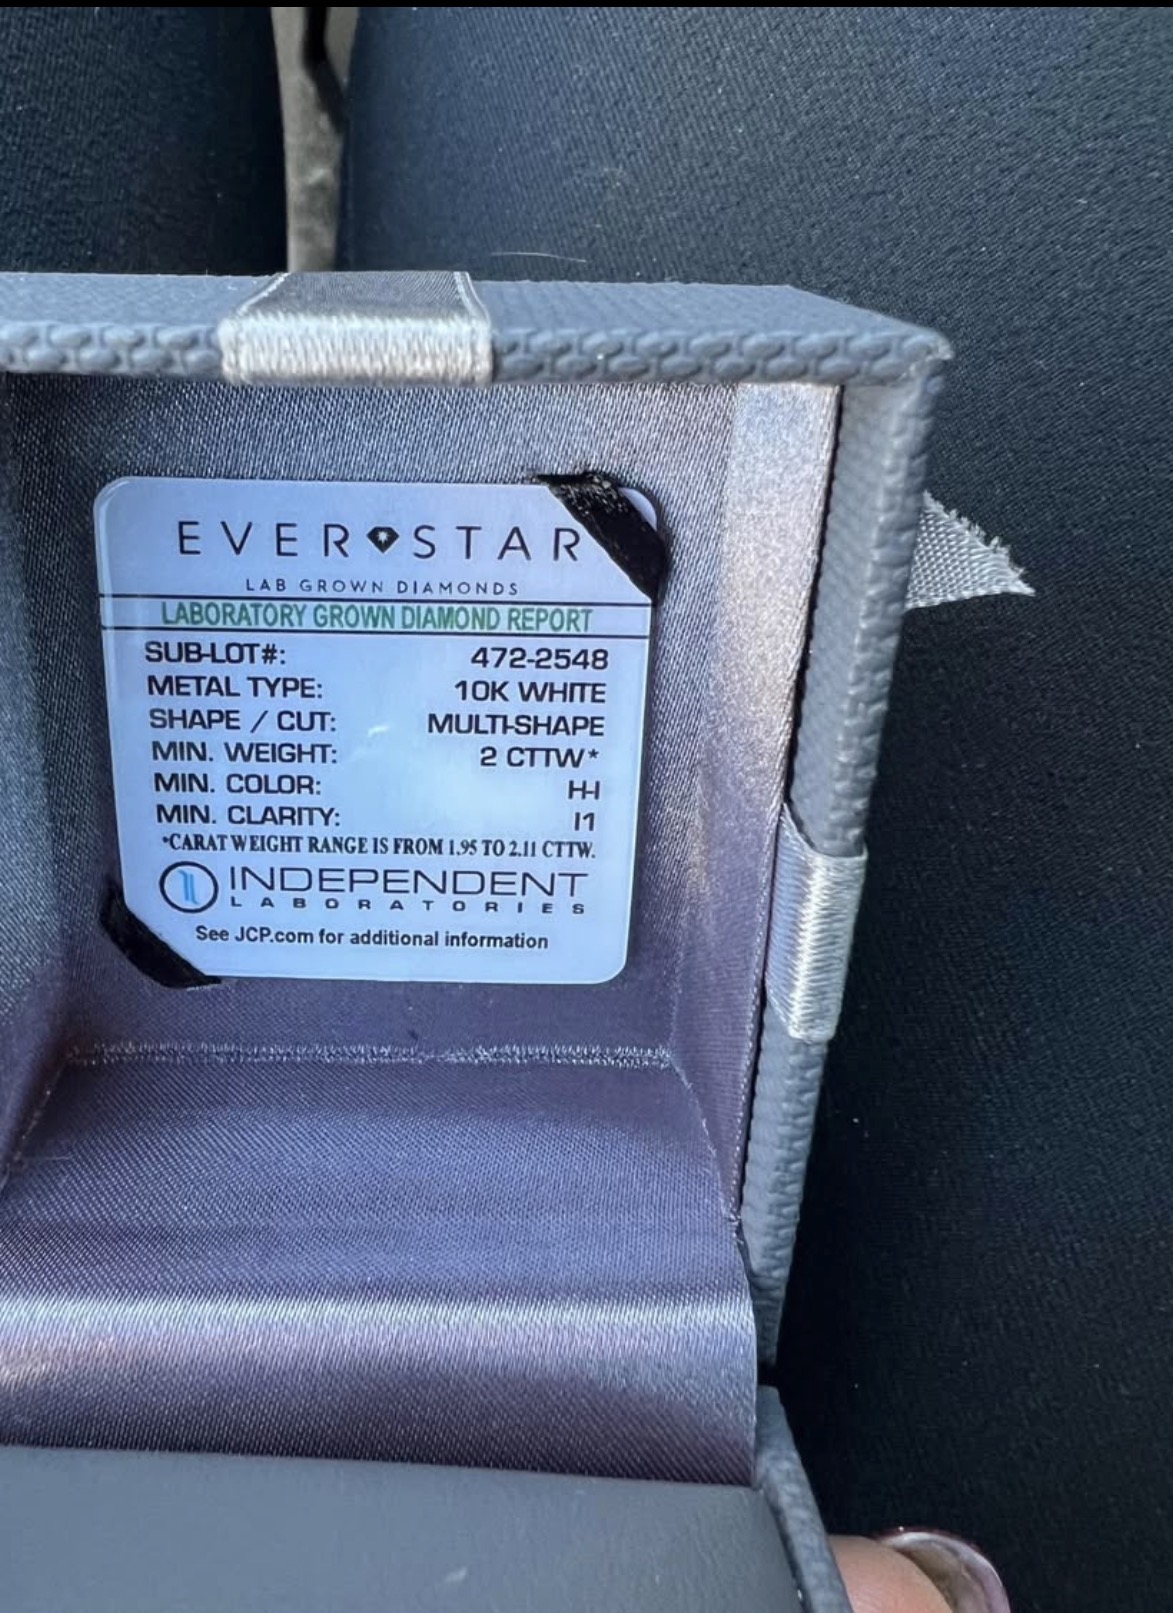 EVER STAR
LAB GROWN DIAMONDS
LABORATORY GROWN DIAMOND REPORT
SUB-LOT#: 472-2548
METAL TYPE: 10K WHITE
SHAPE / CUT: MULTI-SHAPE
MIN. WEIGHT: 2 CTTW*
MIN. COLOR: H-I
MIN. CLARITY: I1
*CARAT WEIGHT RANGE IS FROM 1.95 TO 2.11 CTTW.
INDEPENDENT
LABORATORIES
See JCP.com for additional information